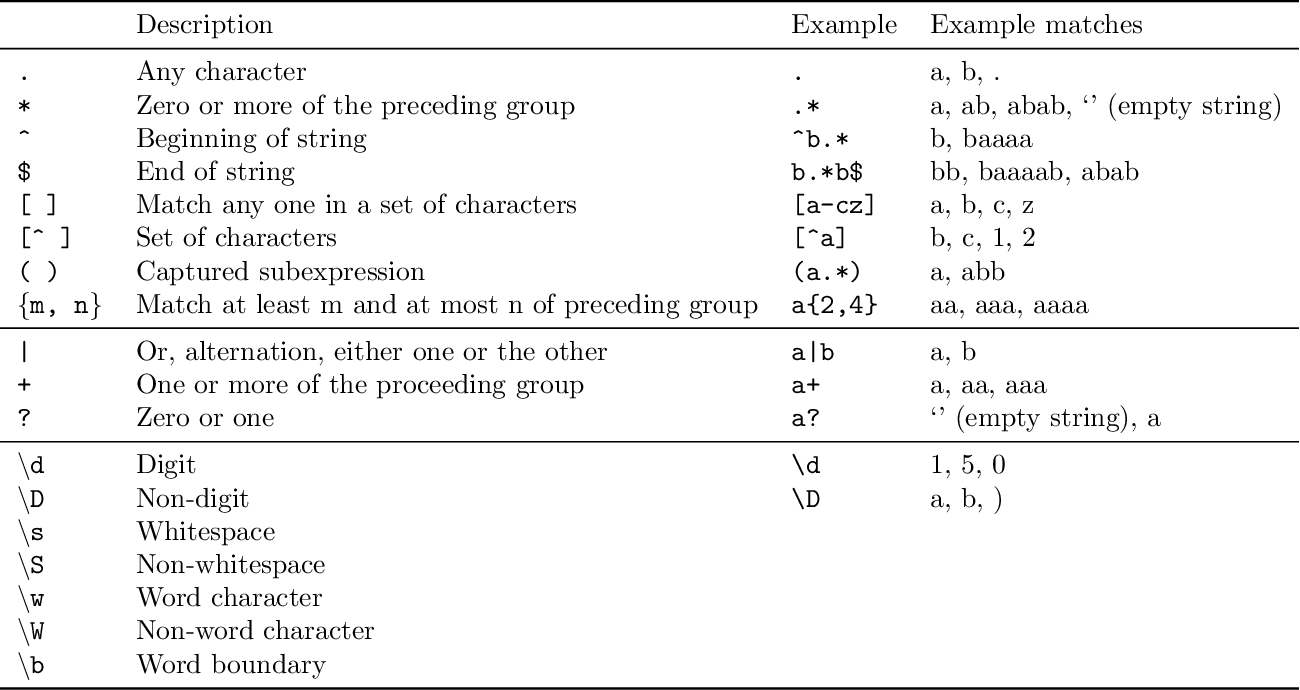 Description Example Example matches
. Any character . a, b, .
* Zero or more of the preceding group .* a, ab, abab, ‘’ (empty string)
^ Beginning of string ^b.* b, baaaa
$ End of string b.*b$ bb, baaaab, abab
[ ] Match any one in a set of characters [a-cz] a, b, c, z
[^ ] Set of characters [^a] b, c, 1, 2
( ) Captured subexpression (a.*) a, abb
{m, n} Match at least m and at most n of preceding group a{2,4} aa, aaa, aaaa
| Or, alternation, either one or the other a|b a, b
+ One or more of the proceeding group a+ a, aa, aaa
? Zero or one a? ‘’ (empty string), a
\d Digit \d 1, 5, 0
\D Non-digit \D a, b, )
\s Whitespace
\S Non-whitespace
\w Word character
\W Non-word character
\b Word boundary